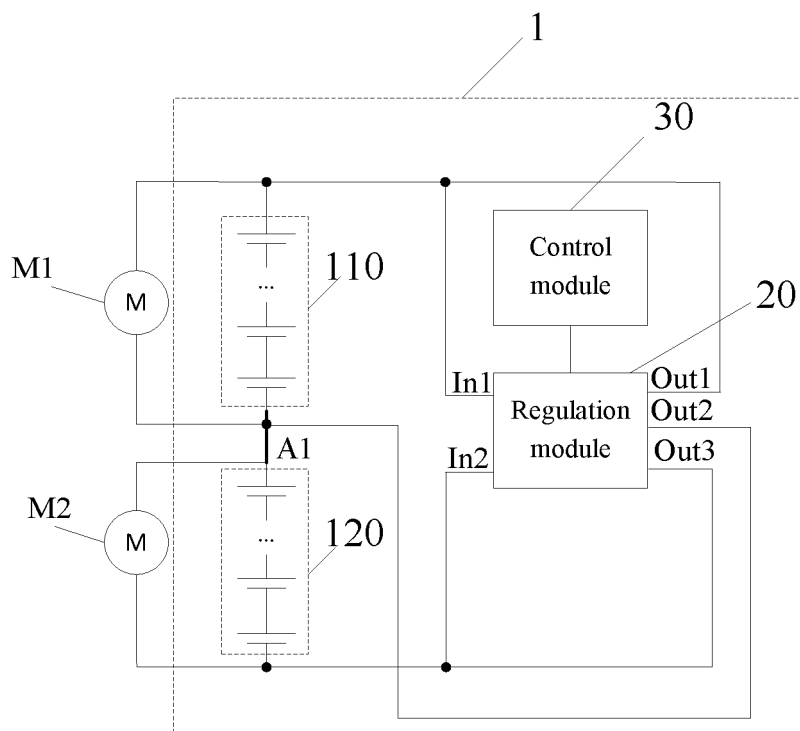 1
30
Control
module
M1
M
110
20
In1
Out1
Regulation
module
Out2
A1
In2
Out3
M2
M
120
...
...